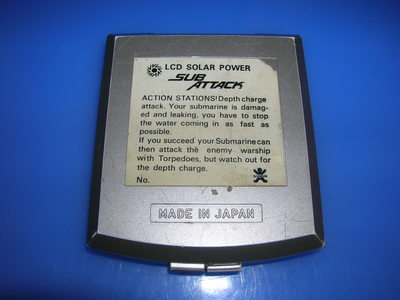 LCD SOLAR POWER
SUB
ATTACK
ACTION STATIONS! Depth charge
attack. Your submarine is damag-
ed and leaking, you have to stop
the water coming in as fast as
possible.
If you succeed your Submarine can
then attack the enemy warship
with Torpedoes, but watch out for
the depth charge.
No.
MADE IN JAPAN